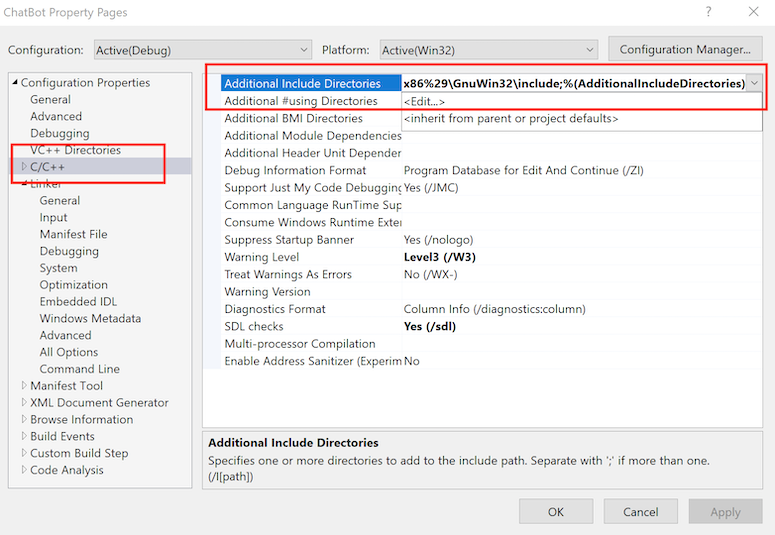 ChatBot Property Pages ? ×
Configuration: Active(Debug) Platform: Active(Win32) Configuration Manager...
Configuration Properties
General
Advanced
Debugging
VC++ Directories
C/C++
Linker
General
Input
Manifest File
Debugging
System
Optimization
Embedded IDL
Windows Metadata
Advanced
All Options
Command Line
Manifest Tool
XML Document Generator
Browse Information
Build Events
Custom Build Step
Code Analysis
Additional Include Directories x86%29\GnuWin32\include;%(AdditionalIncludeDirectories)
Additional #using Directories <Edit...>
Additional BMI Directories <inherit from parent or project defaults>
Additional Module Dependencies
Additional Header Unit Depender
Debug Information Format Program Database for Edit And Continue (/ZI)
Support Just My Code Debugging Yes (/JMC)
Common Language RunTime Sup
Consume Windows Runtime Exter
Suppress Startup Banner Yes (/nologo)
Warning Level Level3 (/W3)
Treat Warnings As Errors No (/WX-)
Warning Version
Diagnostics Format Column Info (/diagnostics:column)
SDL checks Yes (/sdl)
Multi-processor Compilation
Enable Address Sanitizer (Experim No
Additional Include Directories
Specifies one or more directories to add to the include path. Separate with ';' if more than one.
(/I[path])
OK Cancel Apply